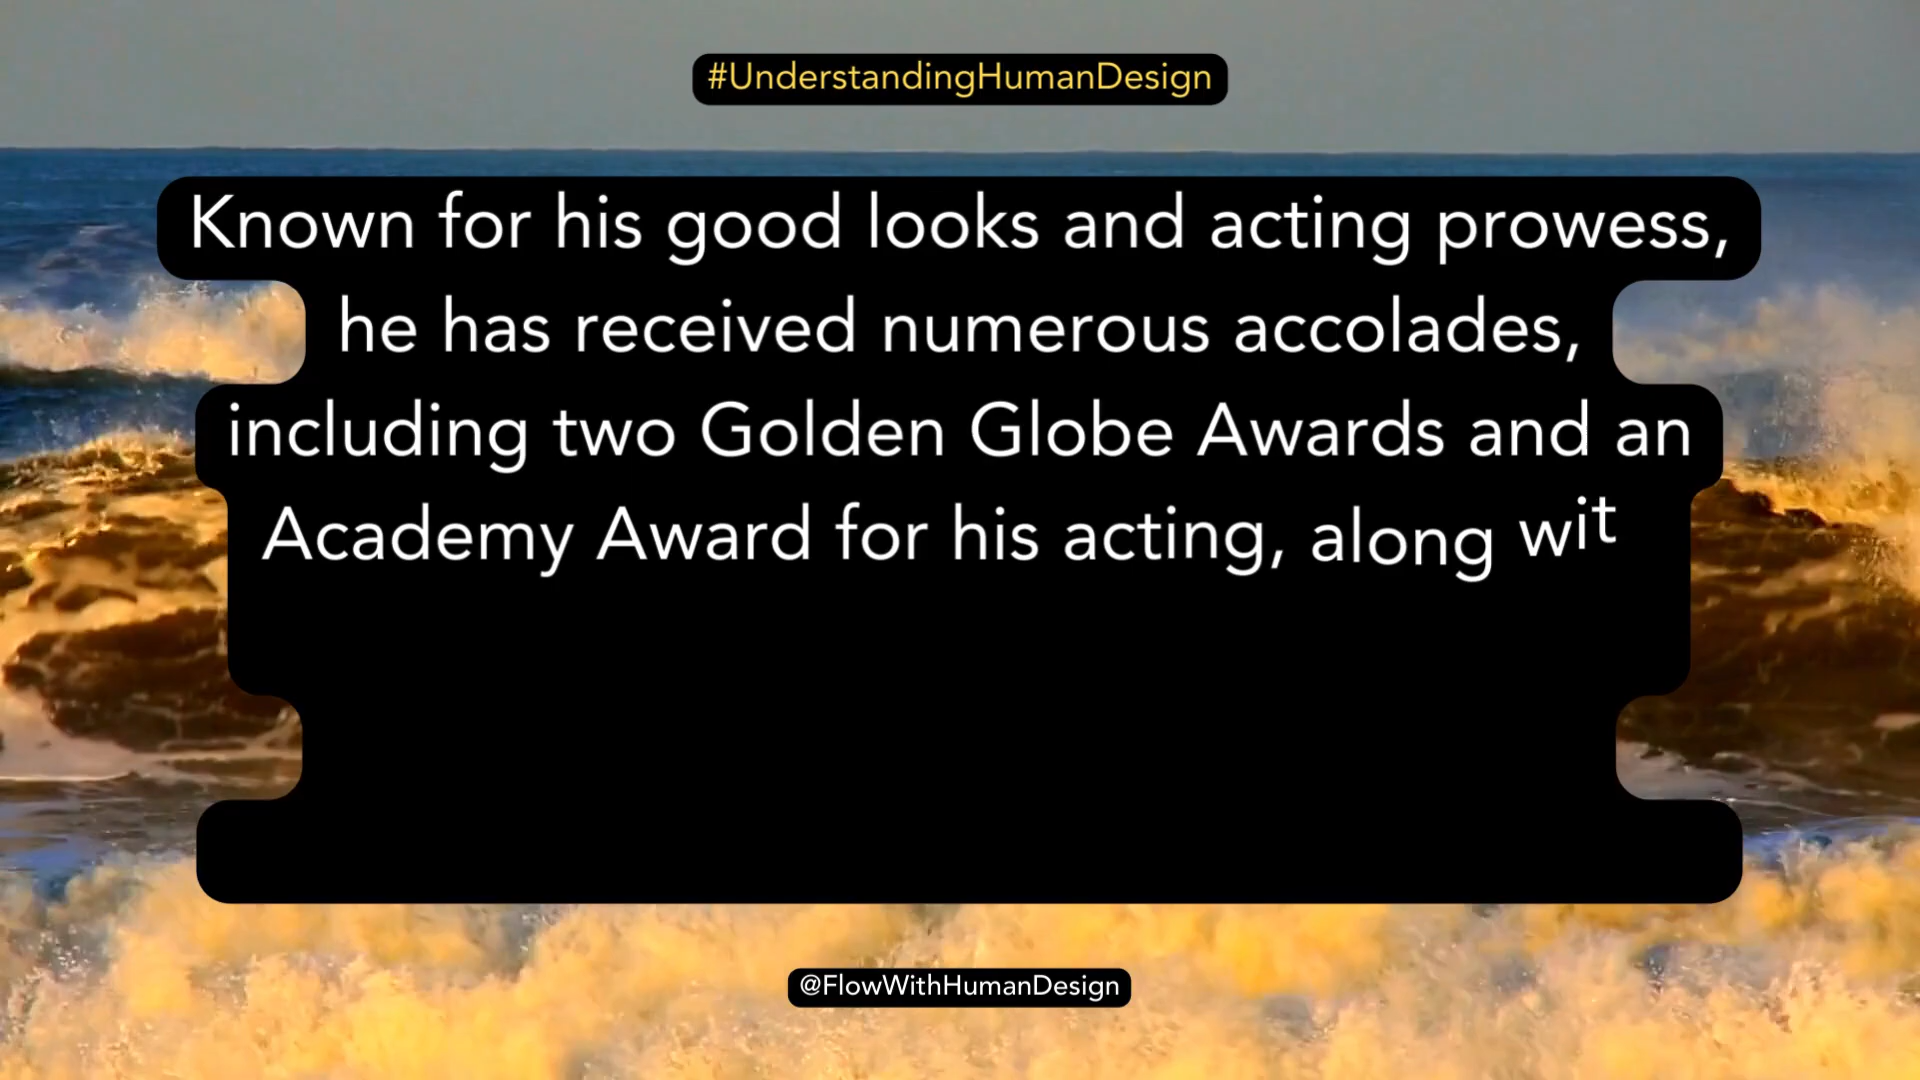 #UnderstandingHumanDesign
Known for his good looks and acting prowess,
he has received numerous accolades,
including two Golden Globe Awards and an
Academy Award for his acting, along wit
@FlowWithHumanDesign